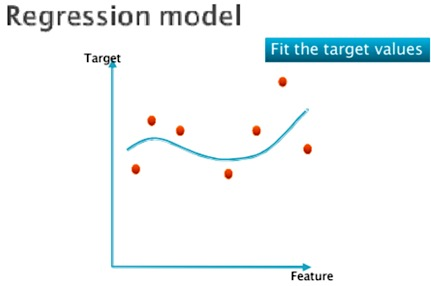 Regression model
Fit the target values
Target
Feature